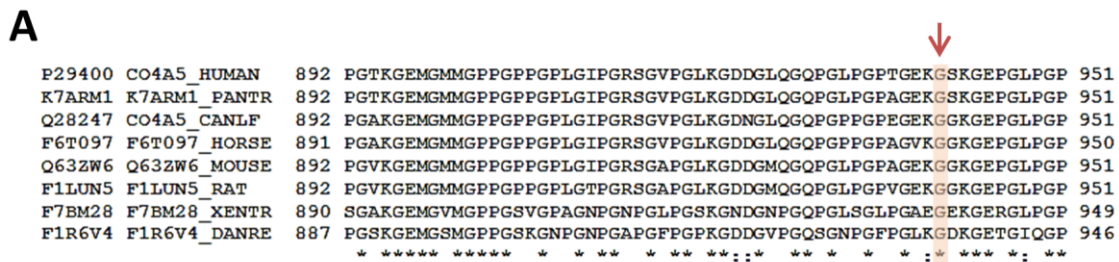 A
P29400 CO4A5_HUMAN 892 PGTKGEMGMMGPPGPPGPLGIPGRSGVPGLKGDDGLQGQPGLPGPTGEKGSKGEPGLPGP 951
K7ARM1 K7ARM1_PANTR 892 PGTKGEMGMMGPPGPPGPLGIPGRSGVPGLKGDDGLQGQPGLPGPAGEKGSKGEPGLPGP 951
Q28247 CO4A5_CANLF 892 PGAKGEMGMMGPPGPPGPLGIPGRSGVPGLKGDNGLQGQPGPPGPEGEKGGKGEPGLPGP 951
F6T097 F6T097_HORSE 891 PGAKGEMGMMGPPGPPGPLGIPGRSGVPGLKGDDGLQGQPGPPGPAGVKGGKGEPGLPGP 950
Q63ZW6 Q63ZW6_MOUSE 892 PGVKGEMGMMGPPGPPGPLGIPGRSGAPGLKGDDGMQGQPGLPGPTGEKGGKGEPGLPGP 951
F1LUN5 F1LUN5_RAT 892 PGVKGEMGMMGPPGPPGPLGTPGRSGAPGLKGDDGMQGQPGLPGPVGEKGGKGEPGLPGP 951
F7BM28 F7BM28_XENTR 890 SGAKGEMGVMGPPGSVGPAGNPGNPGLPGSKGNDGNPGQPGLSGLPGAEGEKGERGLPGP 949
F1R6V4 F1R6V4_DANRE 887 PGSKGEMGSMGPPGSKGNPGNPGAPGFPGPKGDDGVPGQSGNPGFPGLKGDKGETGIQGP 946
* ***** **** * * ** * ** **::* ** * * * :* *** *: **